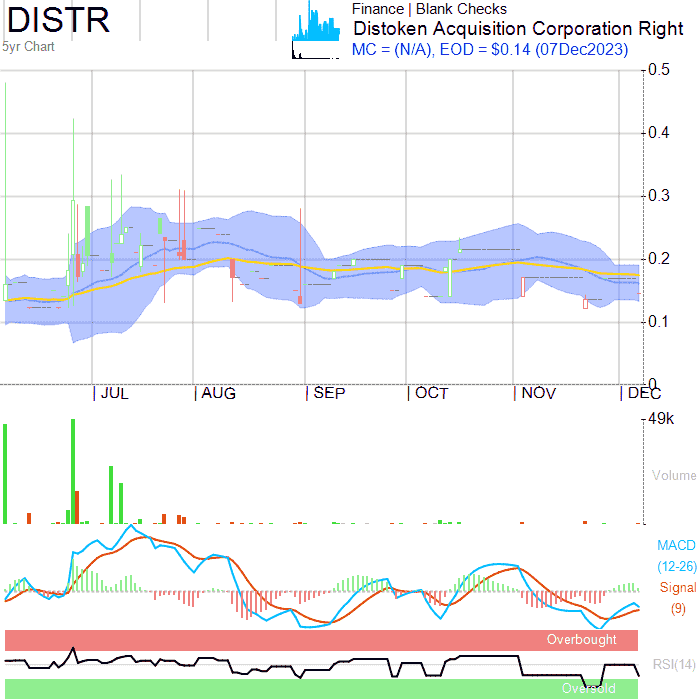 DISTR
Finance | Blank Checks
Distoken Acquisition Corporation Right
5yr Chart
MC = (N/A), EOD = $0.14 (07Dec2023)
0.5
0.4
0.3
0.2
0.1
0
JUL AUG SEP OCT NOV DEC
49k
Volume
MACD
(12-26)
Signal
(9)
Overbought
RSI(14)
Oversold